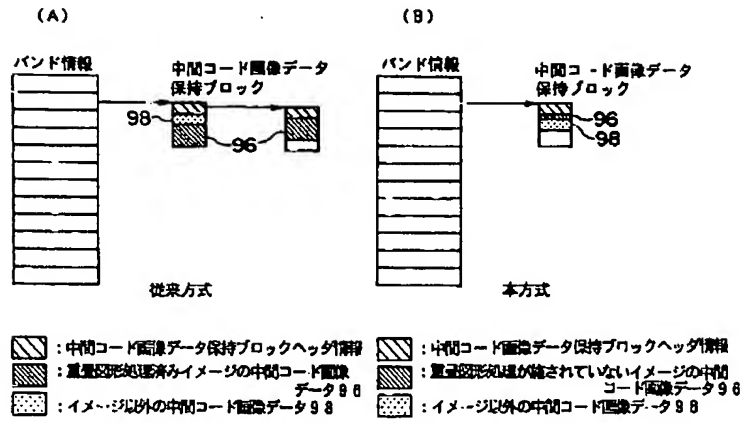 (A)
バンド情報
中間コード画像データ
保持ブロック
98
96
従来方式
：中間コード画像データ保持ブロックヘッダ情報
：重畳図形処理済みイメージの中間コード画像
データ96
：イメージ以外の中間コード画像データ98
(B)
バンド情報
中間コード画像データ
保持ブロック
96
98
本方式
：中間コード画像データ保持ブロックヘッダ情報
：重畳図形処理が施されていないイメージの中間
コード画像データ96
：イメージ以外の中間コード画像データ98